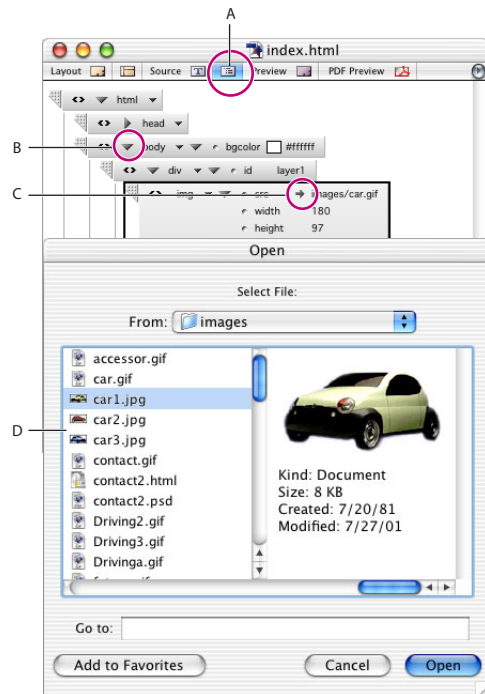 A
index.html
Layout Source Preview PDF Preview
html
head
B
body bgcolor #ffffff
div id layer1
C
img src images/car.gif
width 180
height 97
Open
Select File:
From: images
accessor.gif
car.gif
car1.jpg
car2.jpg
D
car3.jpg
contact.gif
contact2.html
contact2.psd
Driving2.gif
Driving3.gif
Drivinga.gif
Kind: Document
Size: 8 KB
Created: 7/20/81
Modified: 7/27/01
Go to:
Add to Favorites Cancel Open